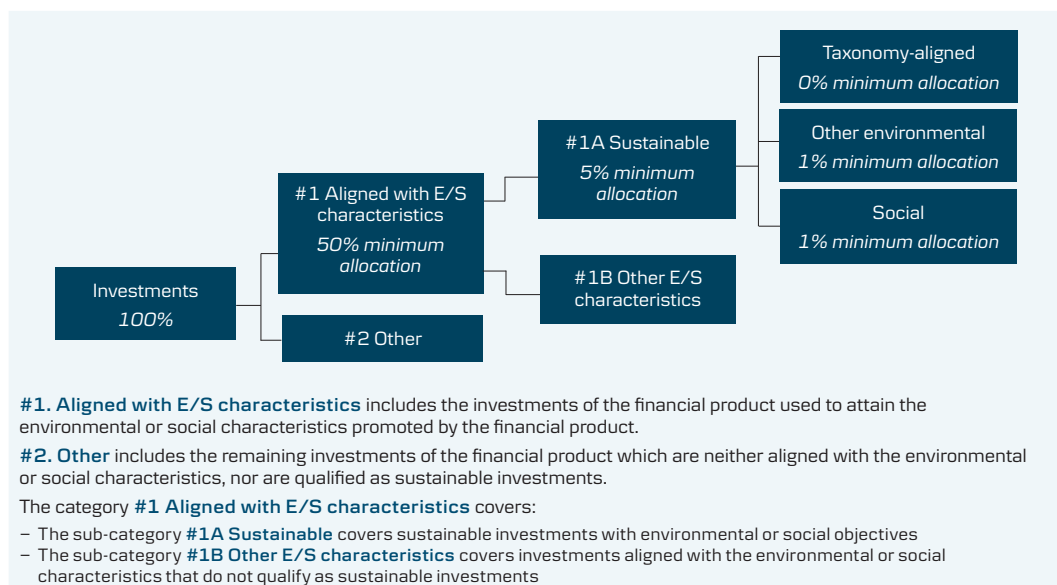 Taxonomy-aligned
0% minimum allocation
Other environmental
1% minimum allocation
Social
1% minimum allocation
#1A Sustainable
5% minimum
allocation
#1B Other E/S
characteristics
#1 Aligned with E/S
characteristics
50% minimum
allocation
#2 Other
Investments
100%
#1. Aligned with E/S characteristics includes the investments of the financial product used to attain the
environmental or social characteristics promoted by the financial product.
#2. Other includes the remaining investments of the financial product which are neither aligned with the environmental
or social characteristics, nor are qualified as sustainable investments.
The category #1 Aligned with E/S characteristics covers:
– The sub-category #1A Sustainable covers sustainable investments with environmental or social objectives
– The sub-category #1B Other E/S characteristics covers investments aligned with the environmental or social
characteristics that do not qualify as sustainable investments